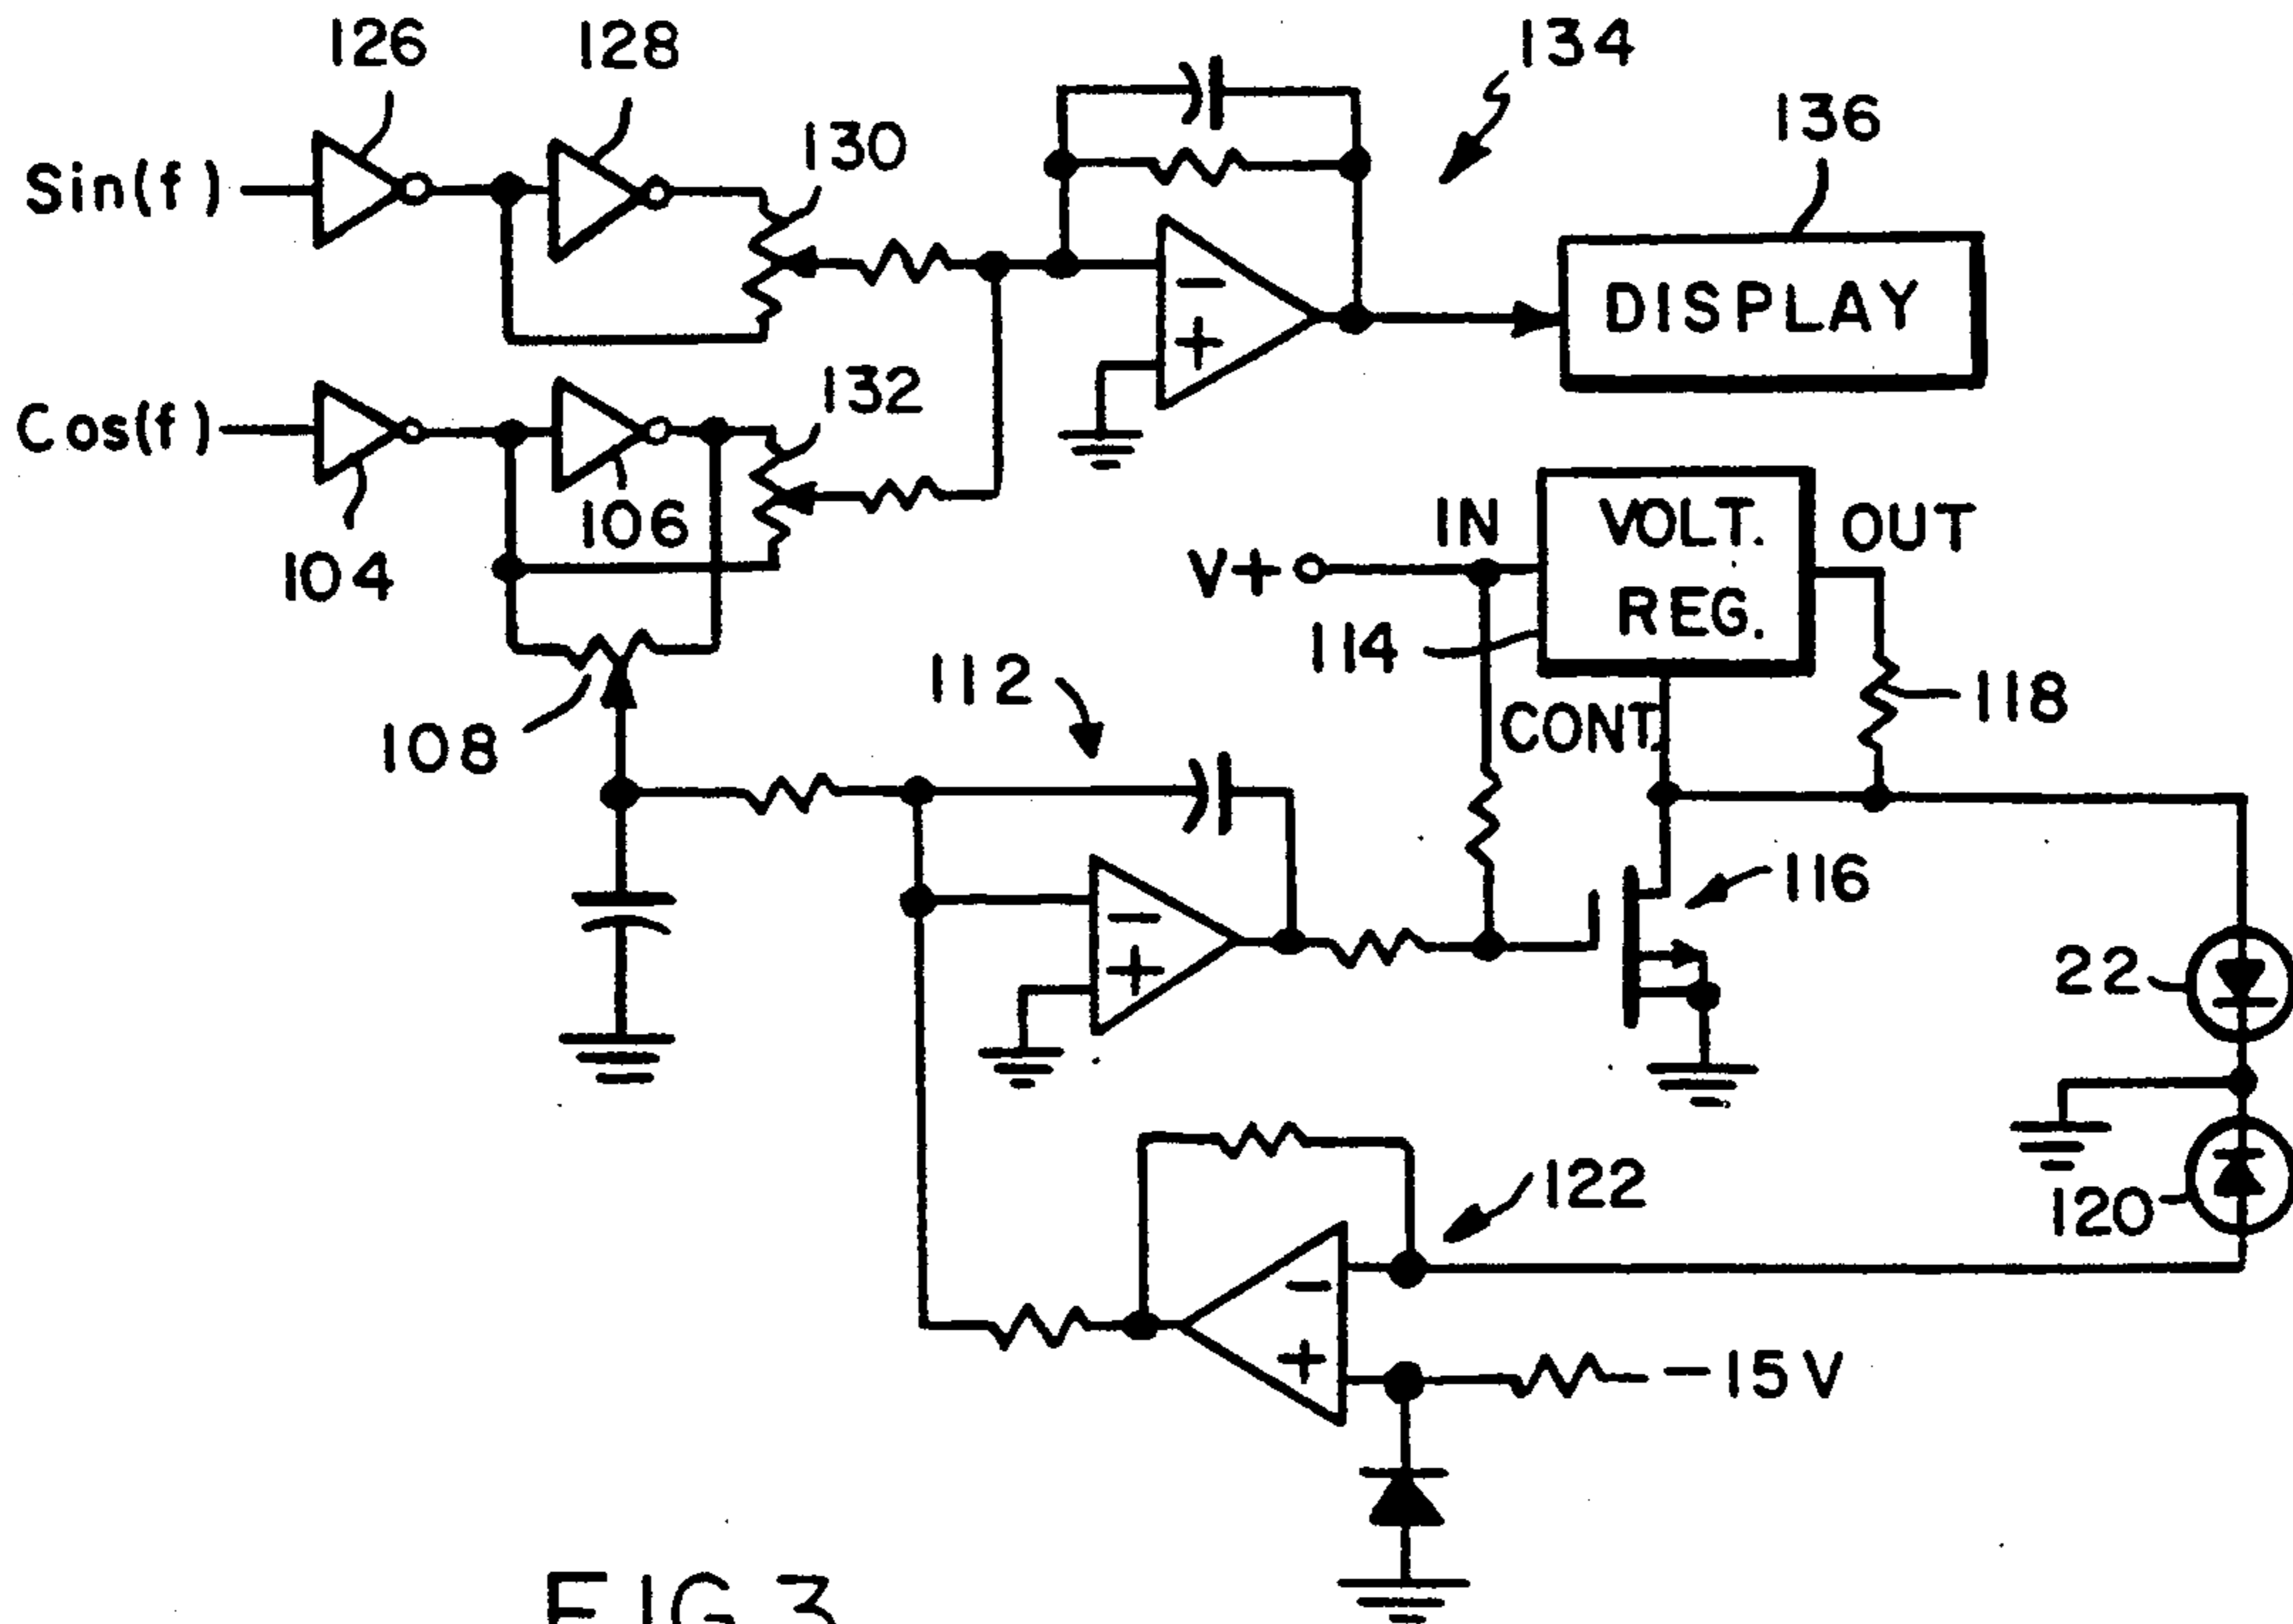 126
128
134
130
136
Sin(f)
−
+
DISPLAY
132
Cos(f)
104
106
IN
VOLT.
REG.
OUT
V+
114
118
112
CONT.
108
116
−
+
22
122
120
−
+
−15V
FIG. 3